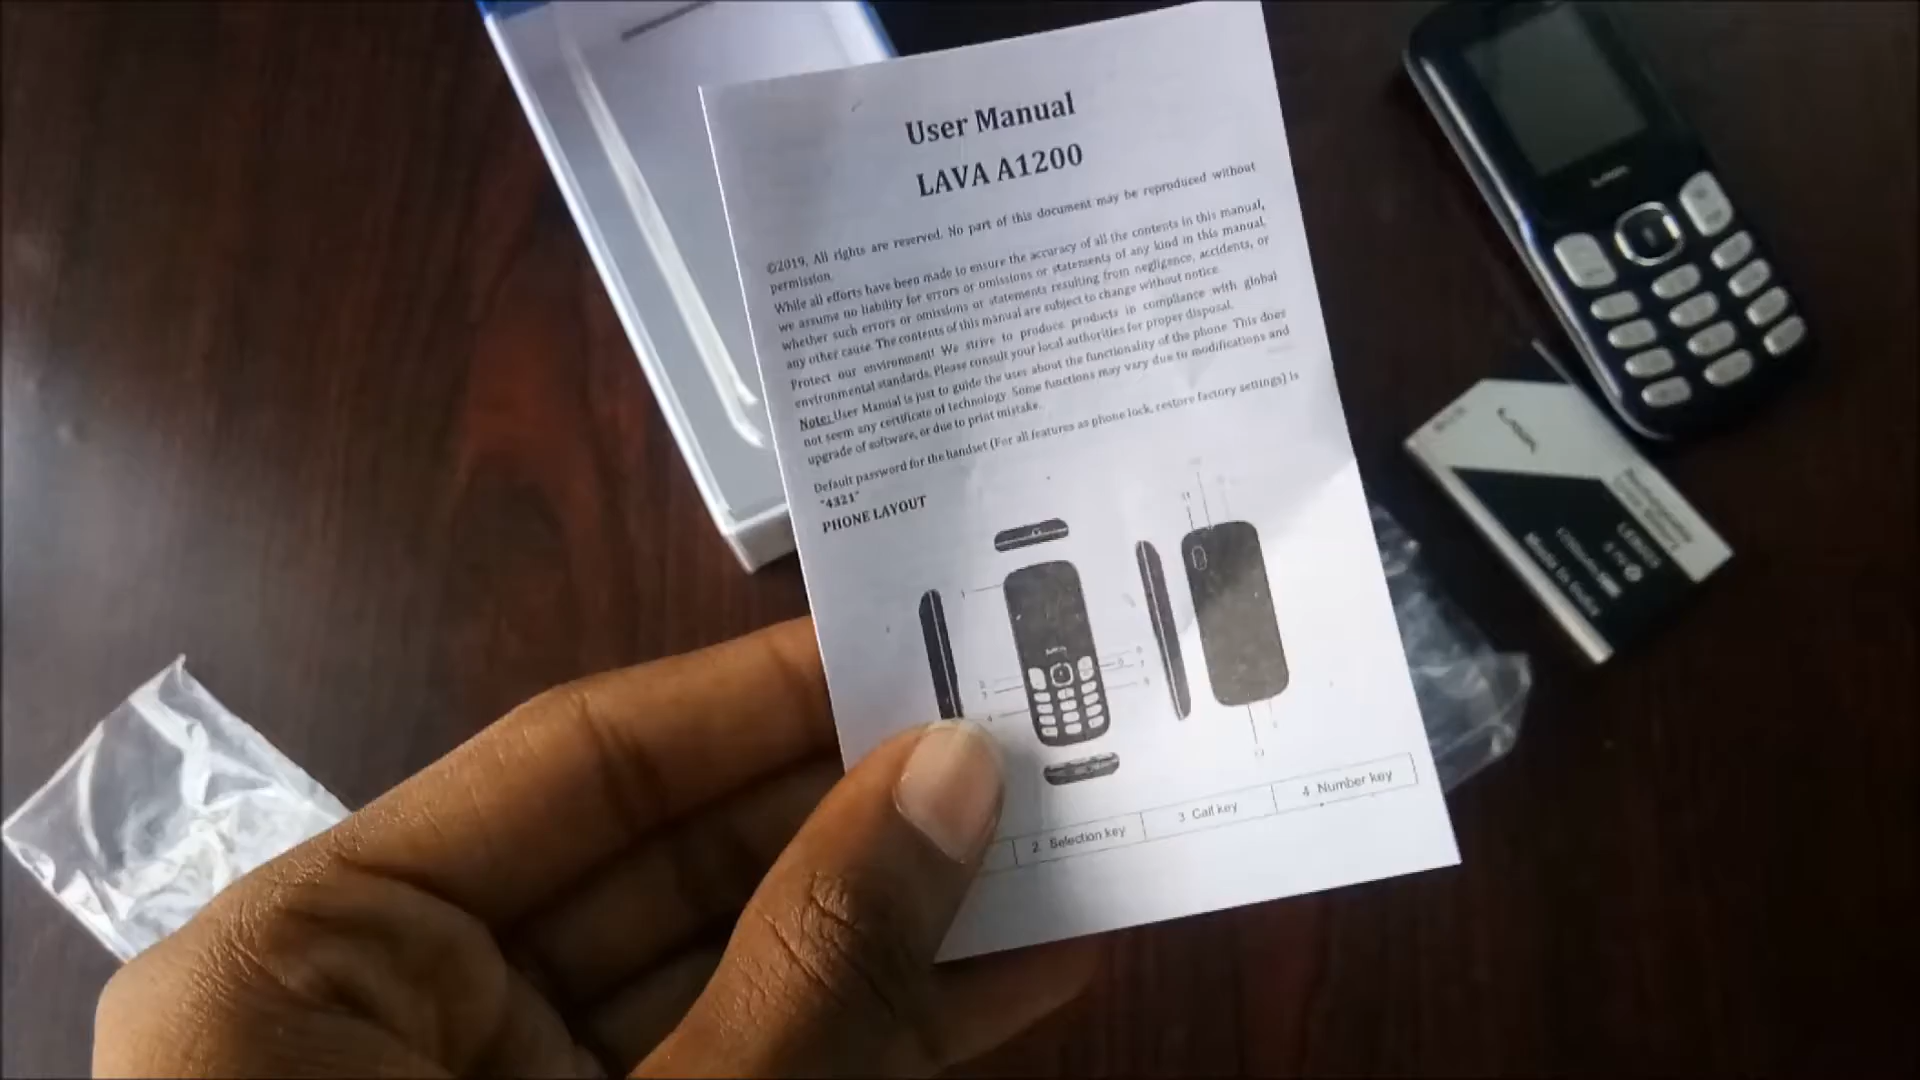 User Manual
LAVA A1200
©2019. All rights are reserved. No part of this document may be reproduced without
permission.
While all efforts have been made to ensure the accuracy of all the contents in this manual,
we assume no liability for errors or omissions or statements of any kind in this manual,
whether such errors or omissions or statements resulting from negligence, accidents, or
any other cause. The contents of this manual are subject to change without notice.
Protect our environment! We strive to produce products in compliance with global
environmental standards. Please consult your local authorities for proper disposal.
Note: User Manual is just to guide the uses about the functionality of the phone. This does
not seem any certificate of technology. Some functions may vary due to modifications and
upgrade of software, or due to print mistake.
Default password for the handset (For all features as phone lock, restore factory settings) is
"4321"
PHONE LAYOUT
2 Selection key
3 Call key
4 Number key
LAVA
Made in India